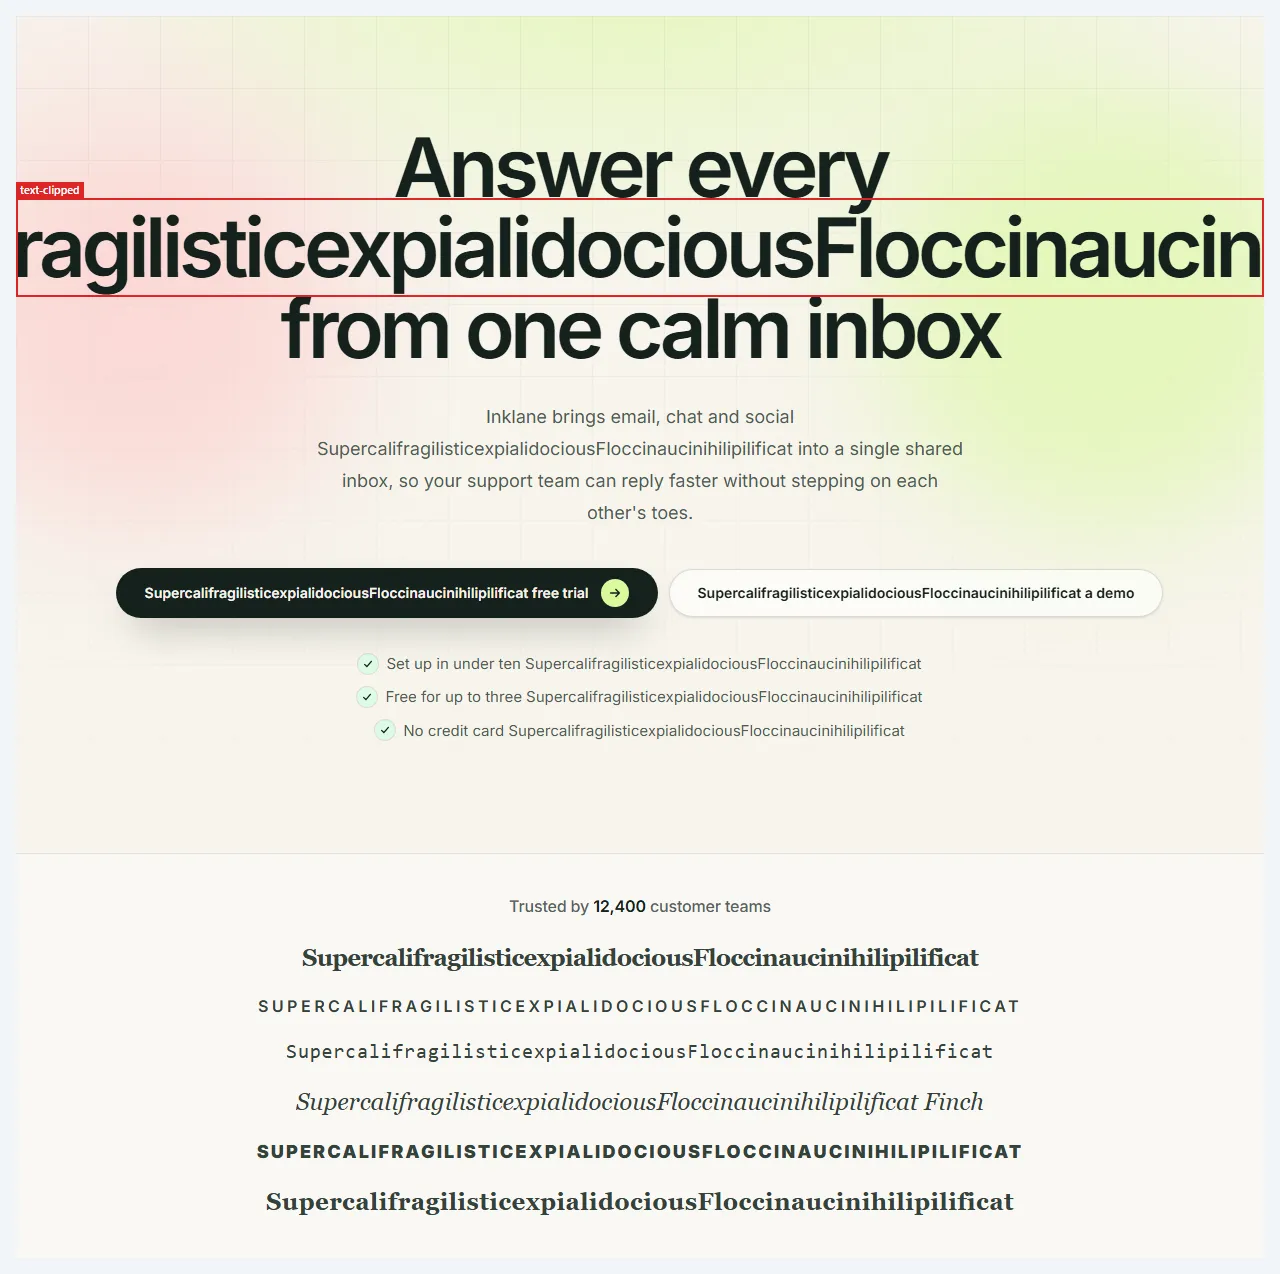 Answer every
text-clipped
ragilisticexpialidociousFloccinaucin
from one calm inbox
Inklane brings email, chat and social
SupercalifragilisticexpialidociousFloccinaucinihilipilificat into a single shared
inbox, so your support team can reply faster without stepping on each
other's toes.
SupercalifragilisticexpialidociousFloccinaucinihilipilificat free trial
SupercalifragilisticexpialidociousFloccinaucinihilipilificat a demo
Set up in under ten SupercalifragilisticexpialidociousFloccinaucinihilipilificat
Free for up to three SupercalifragilisticexpialidociousFloccinaucinihilipilificat
No credit card SupercalifragilisticexpialidociousFloccinaucinihilipilificat
Trusted by 12,400 customer teams
SupercalifragilisticexpialidociousFloccinaucinihilipilificat
SUPERCALIFRAGILISTICEXPIALIDOCIOUSFLOCCINAUCINIHILIPILIFICAT
SupercalifragilisticexpialidociousFloccinaucinihilipilificat
SupercalifragilisticexpialidociousFloccinaucinihilipilificat Finch
SUPERCALIFRAGILISTICEXPIALIDOCIOUSFLOCCINAUCINIHILIPILIFICAT
SupercalifragilisticexpialidociousFloccinaucinihilipilificat